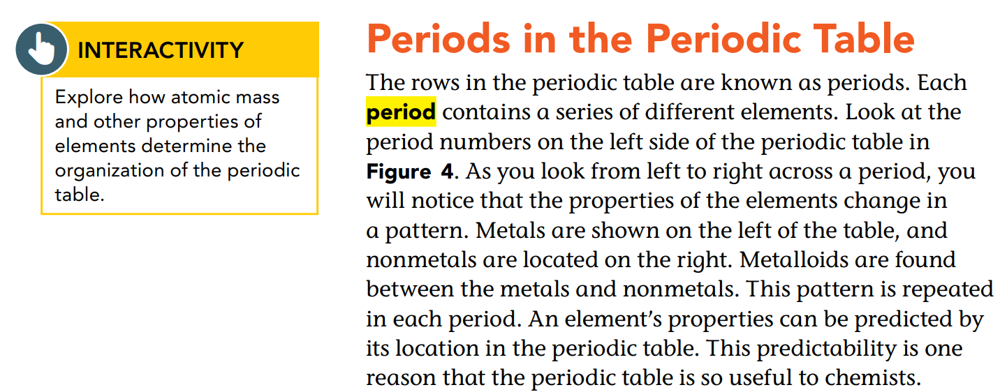 INTERACTIVITY
Explore how atomic mass
and other properties of
elements determine the
organization of the periodic
table.
Periods in the Periodic Table
The rows in the periodic table are known as periods. Each
period contains a series of different elements. Look at the
period numbers on the left side of the periodic table in
Figure 4. As you look from left to right across a period, you
will notice that the properties of the elements change in
a pattern. Metals are shown on the left of the table, and
nonmetals are located on the right. Metalloids are found
between the metals and nonmetals. This pattern is repeated
in each period. An element’s properties can be predicted by
its location in the periodic table. This predictability is one
reason that the periodic table is so useful to chemists.